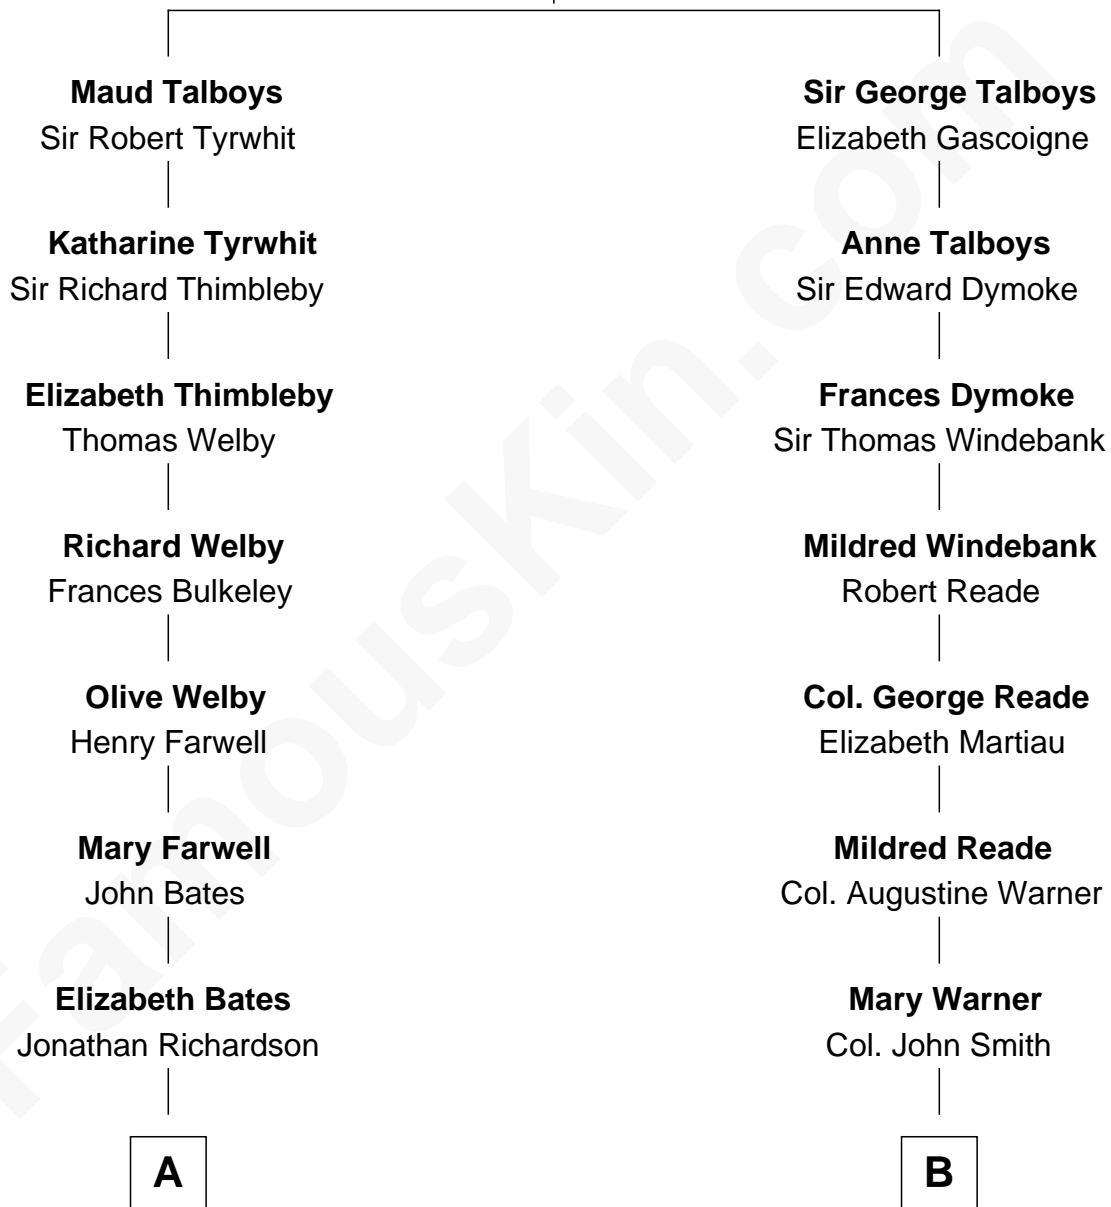 Maud Talboys
Sir Robert Tyrwhit
Sir George Talboys
Elizabeth Gascoigne
Katharine Tyrwhit
Sir Richard Thimbleby
Anne Talboys
Sir Edward Dymoke
Elizabeth Thimbleby
Thomas Welby
Frances Dymoke
Sir Thomas Windebank
Richard Welby
Frances Bulkeley
Mildred Windebank
Robert Reade
Olive Welby
Henry Farwell
Col. George Reade
Elizabeth Martiau
Mary Farwell
John Bates
Mildred Reade
Col. Augustine Warner
Elizabeth Bates
Jonathan Richardson
Mary Warner
Col. John Smith
A
B
FamousKin.com